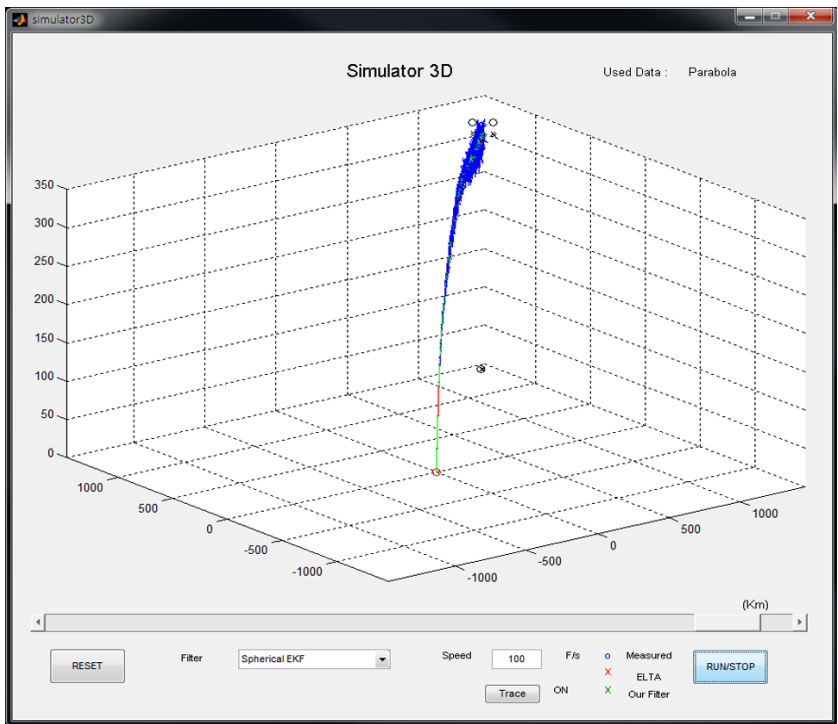 simulator3D
Simulator 3D
Used Data : Parabola
350
300
250
200
150
100
50
0
1000
500
0
-500
-1000
-1000
-500
0
500
1000
(Km)
RESET
Filter
Spherical EKF
Speed
100
F/s
o Measured
X ELTA
X Our Filter
Trace
ON
RUN/STOP